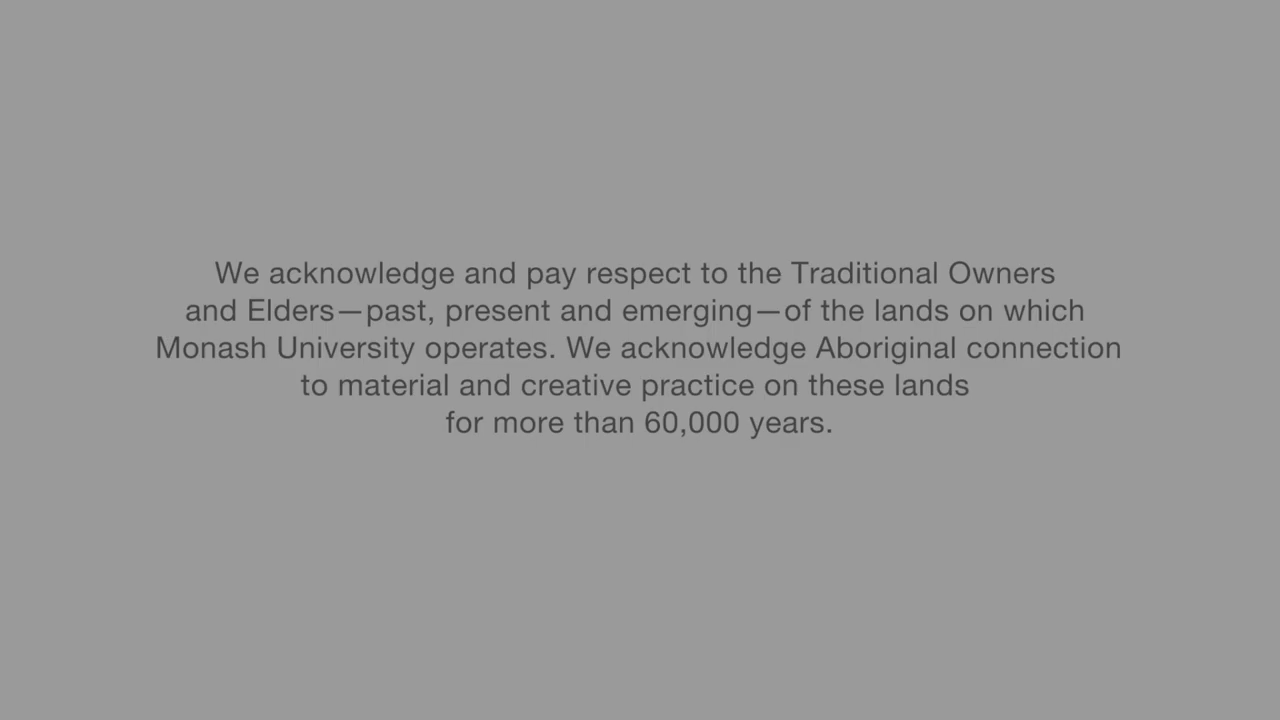 We acknowledge and pay respect to the Traditional Owners
and Elders—past, present and emerging—of the lands on which
Monash University operates. We acknowledge Aboriginal connection
to material and creative practice on these lands
for more than 60,000 years.